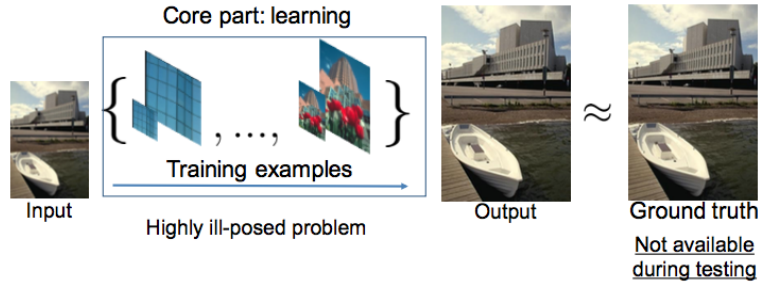 Core part: learning
{ , ..., }
Training examples
Input
Highly ill-posed problem
Output
≈
Ground truth
Not available
during testing